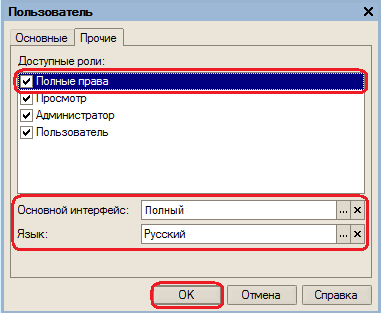 Пользователь
Основные Прочие
Доступные роли:
Полные права
Просмотр
Администратор
Пользователь
Основной интерфейс: Полный ...
Язык: Русский ...
OK Отмена Справка